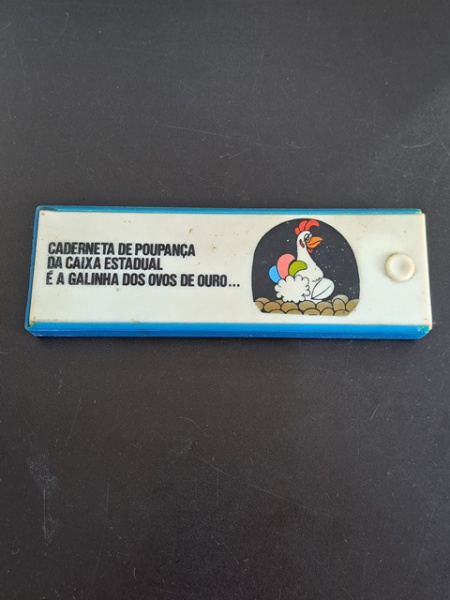 CADERNETA DE POUPANÇA
DA CAIXA ESTADUAL
É A GALINHA DOS OVOS DE OURO...